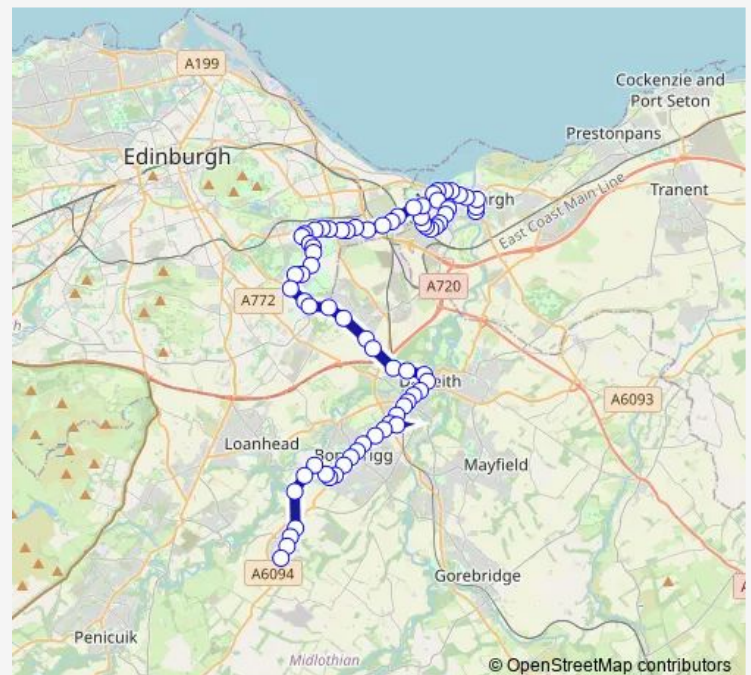 A199
Cockenzie and
Port Seton
Edinburgh
Prestonpans
Tranent
East Coast Main Line
A720
A772
A6093
Loanhead
Mayfield
Gorebridge
A6094
Penicuik
Midlothian
© OpenStreetMap contributors